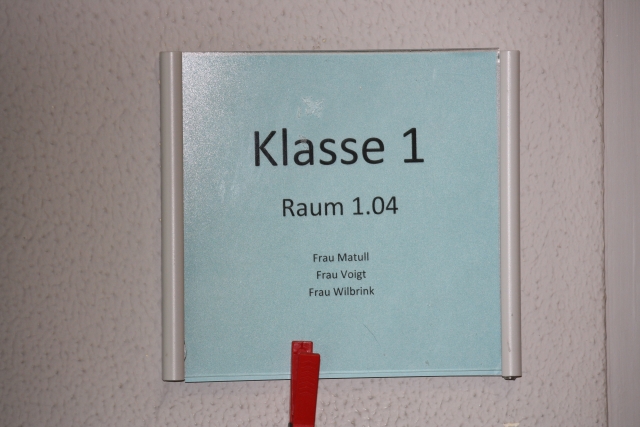 Klasse 1
Raum 1.04
Frau Matull
Frau Voigt
Frau Wilbrink